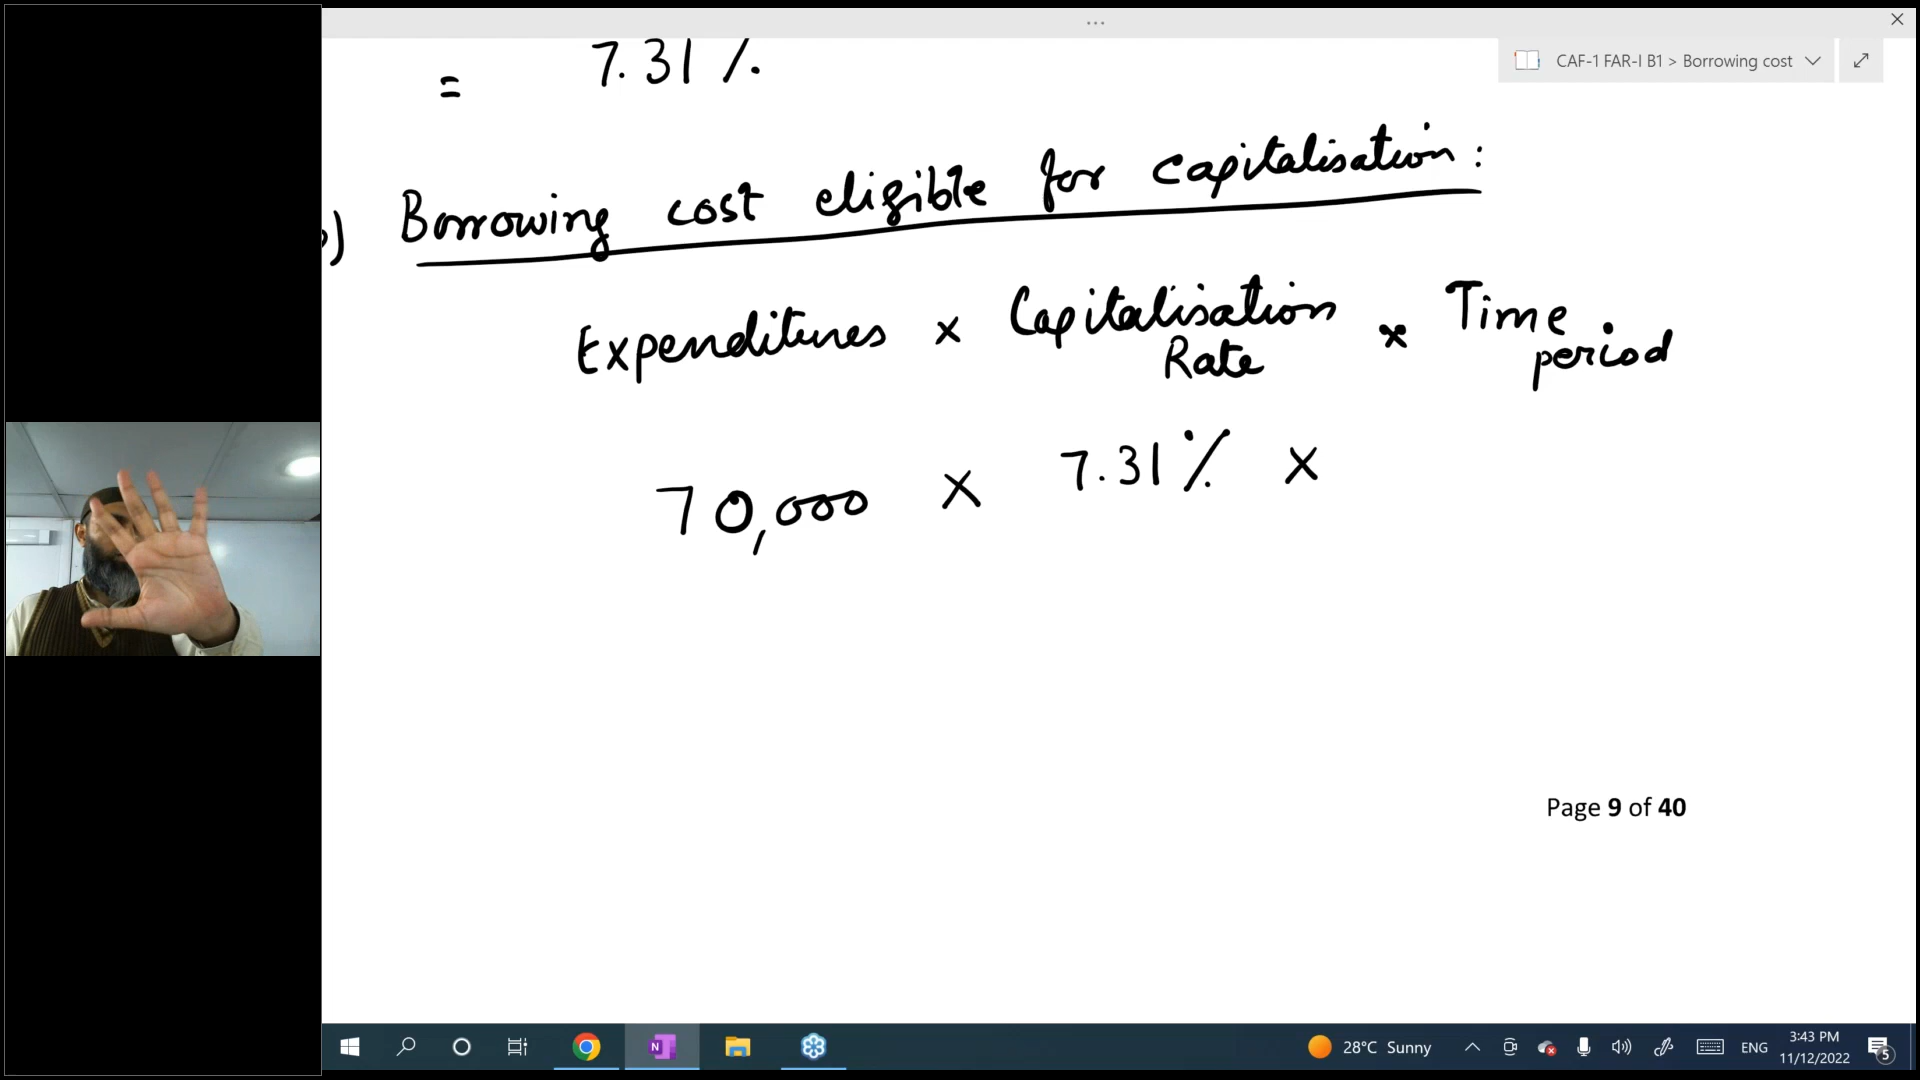 ...
CAF-1 FAR-I B1 > Borrowing cost
= 7.31 %
) Borrowing cost eligible for capitalisation:
Expenditures x Capitalisation Rate x Time period
70,000 x 7.31% x
Page 9 of 40
28°C Sunny
ENG
3:43 PM
11/12/2022
5